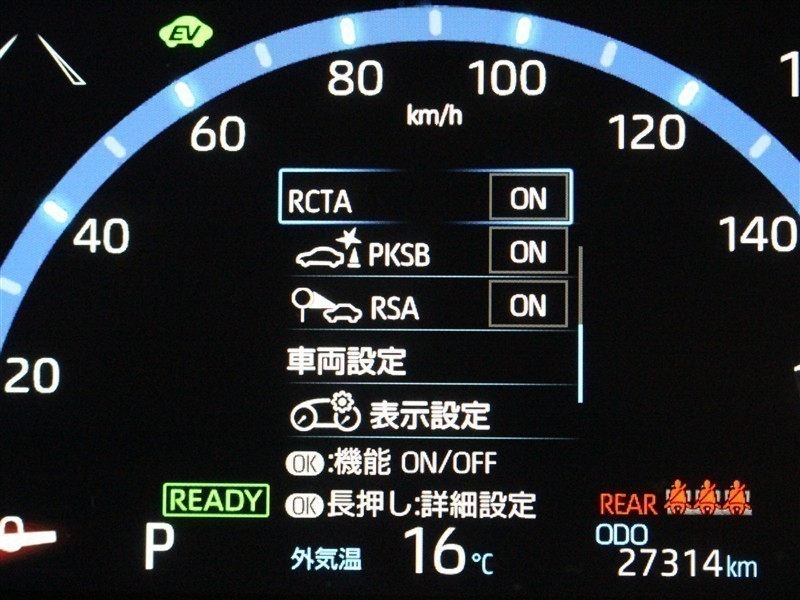 EV
80
100
km/h
60
120
40
140
20
RCTA ON
PKSB ON
RSA ON
車両設定
表示設定
OK:機能 ON/OFF
OK長押し:詳細設定
READY
REAR
P
外気温 16℃
ODO
27314km